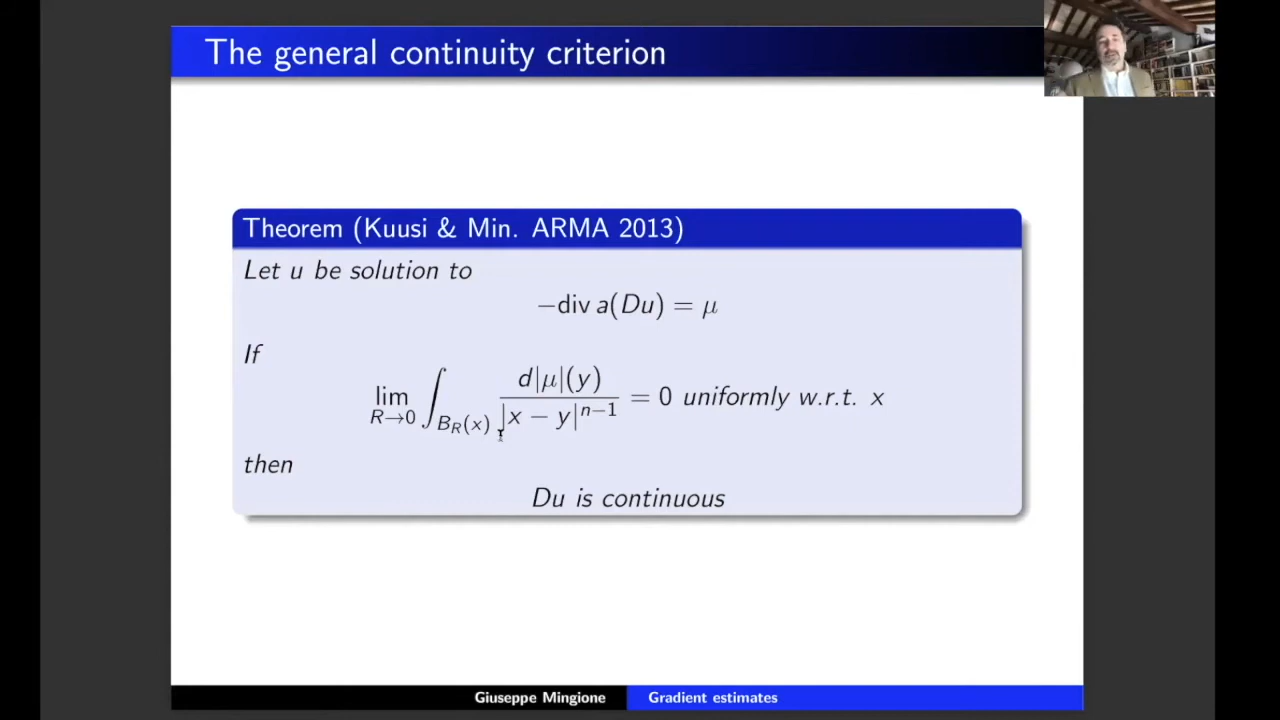 The general continuity criterion
Theorem (Kuusi & Min. ARMA 2013)
Let u be solution to
−div a(Du) = μ
If
lim_{R→0} ∫_{B_R(x)} d|μ|(y) / |x − y|^{n−1} = 0 uniformly w.r.t. x
then
Du is continuous
Giuseppe Mingione
Gradient estimates